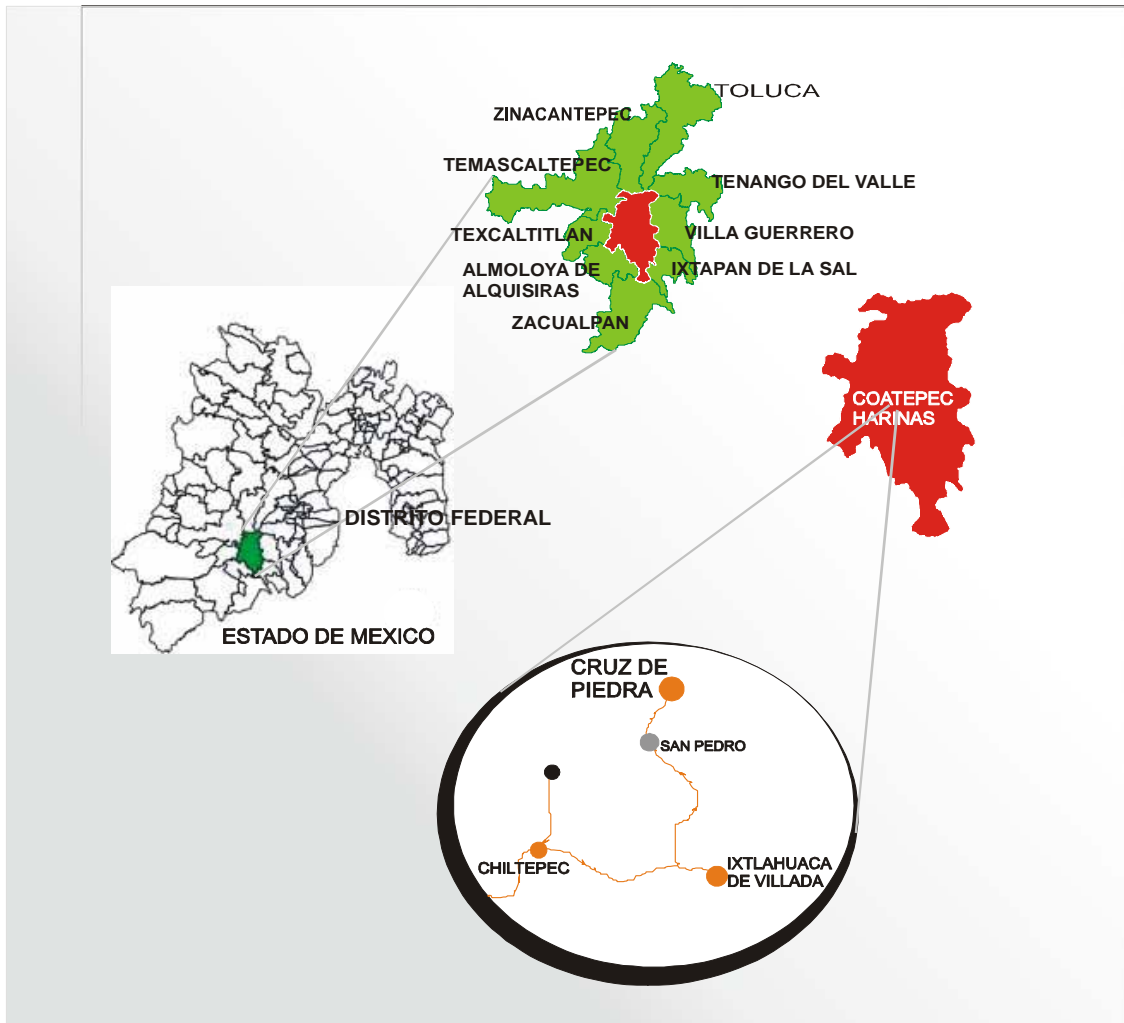 TOLUCA
ZINACANTEPEC
TEMASCALTEPEC
TENANGO DEL VALLE
TEXCALTITLAN
VILLA GUERRERO
ALMOLOYA DE
ALQUISIRAS
IXTAPAN DE LA SAL
ZACUALPAN
COATEPEC
HARINAS
DISTRITO FEDERAL
ESTADO DE MEXICO
CRUZ DE
PIEDRA
SAN PEDRO
CHILTEPEC
IXTLAHUACA
DE VILLADA